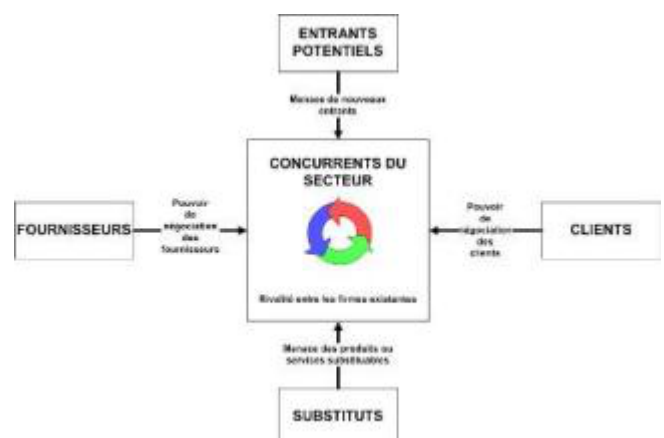 ENTRANTS
POTENTIELS
Menace de nouveaux
entrants
CONCURRENTS DU
SECTEUR
Rivalité entre les firmes existantes
FOURNISSEURS
Pouvoir
de
négociation
des
fournisseurs
Pouvoir
de
négociation
des
clients
CLIENTS
Menace des produits ou
services substituables
SUBSTITUTS